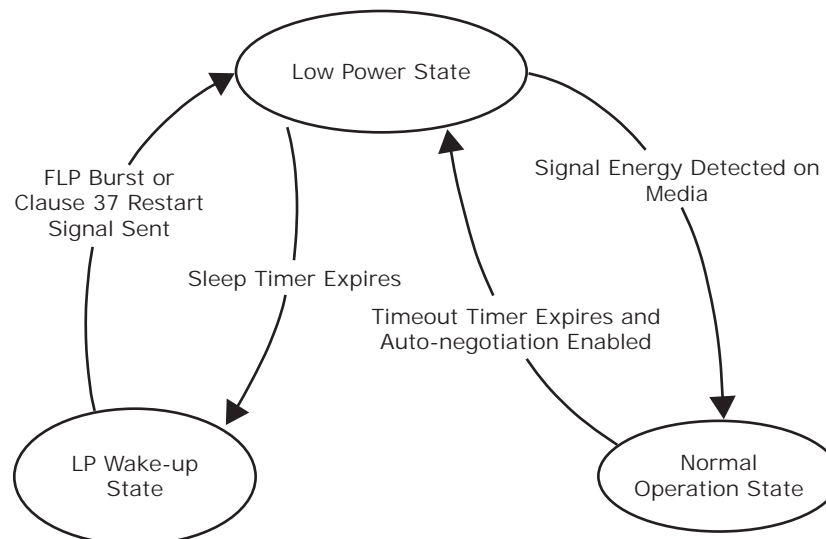 Low Power State
FLP Burst or
Clause 37 Restart
Signal Sent
Signal Energy Detected on
Media
Sleep Timer Expires
Timeout Timer Expires and
Auto-negotiation Enabled
LP Wake-up
State
Normal
Operation State